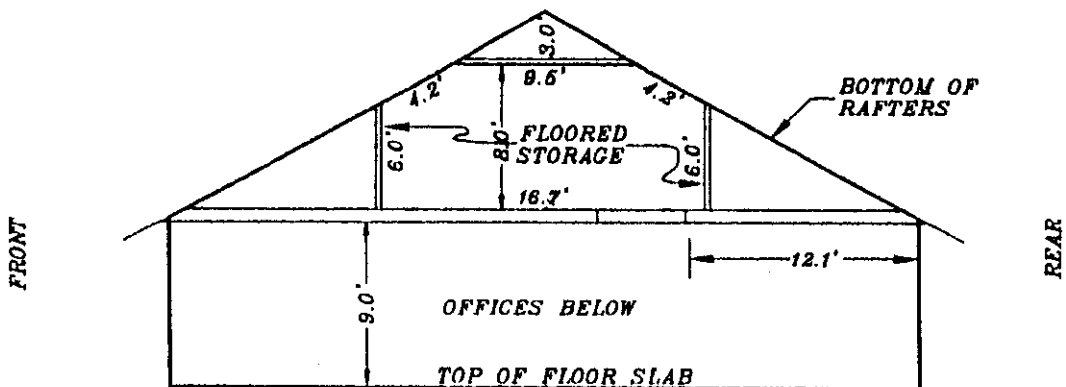 3.0'
9.5'
4.2'
4.3'
BOTTOM OF
RAFTERS
6.0'
8.0'
FLOORED
STORAGE
6.0'
16.7'
FRONT
REAR
12.1'
9.0'
OFFICES BELOW
TOP OF FLOOR SLAB